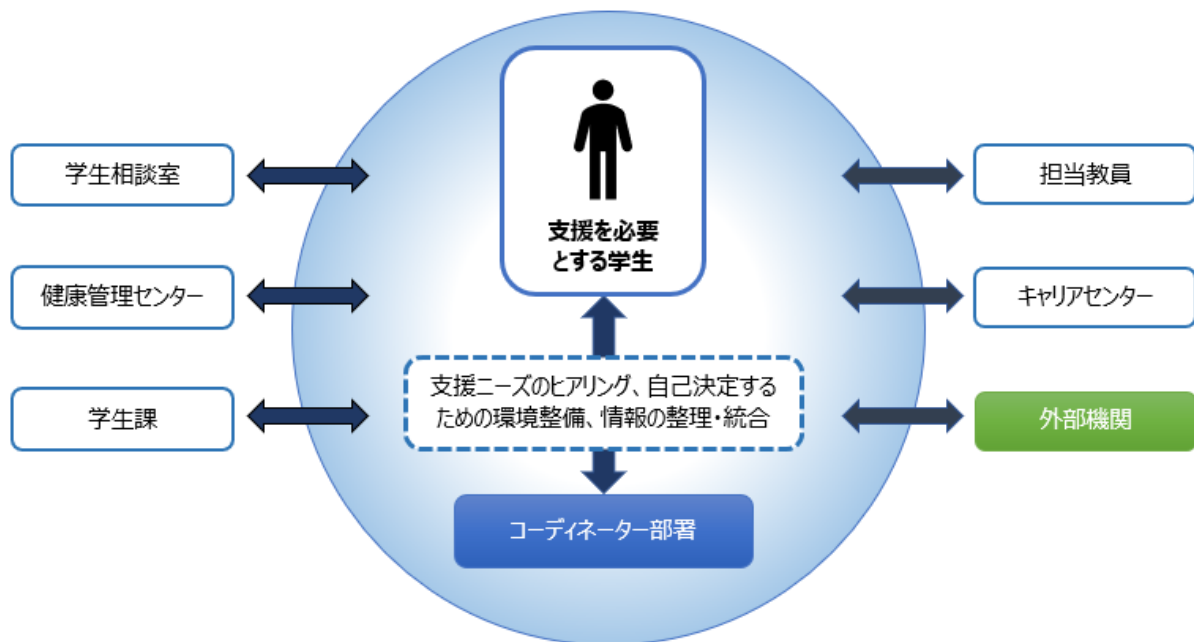 支援を必要
とする学生
学生相談室
健康管理センター
学生課
担当教員
キャリアセンター
外部機関
支援ニーズのヒアリング、自己決定する
ための環境整備、情報の整理・統合
コーディネーター部署